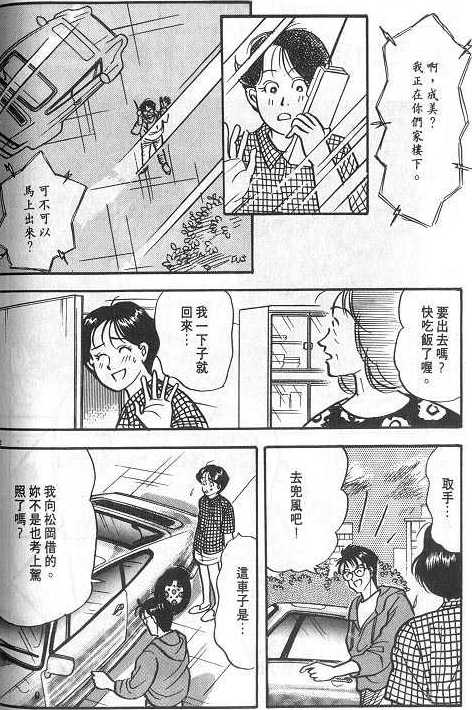 啊，成美？
我正在你們家樓下。
可不可以
馬上出來？
要出去嗎？
快吃飯了喔。
我一下子就
回來…
取手…
去兜風吧！
這車子是…
我向松岡借的。
妳不是也考上駕
照了嗎？